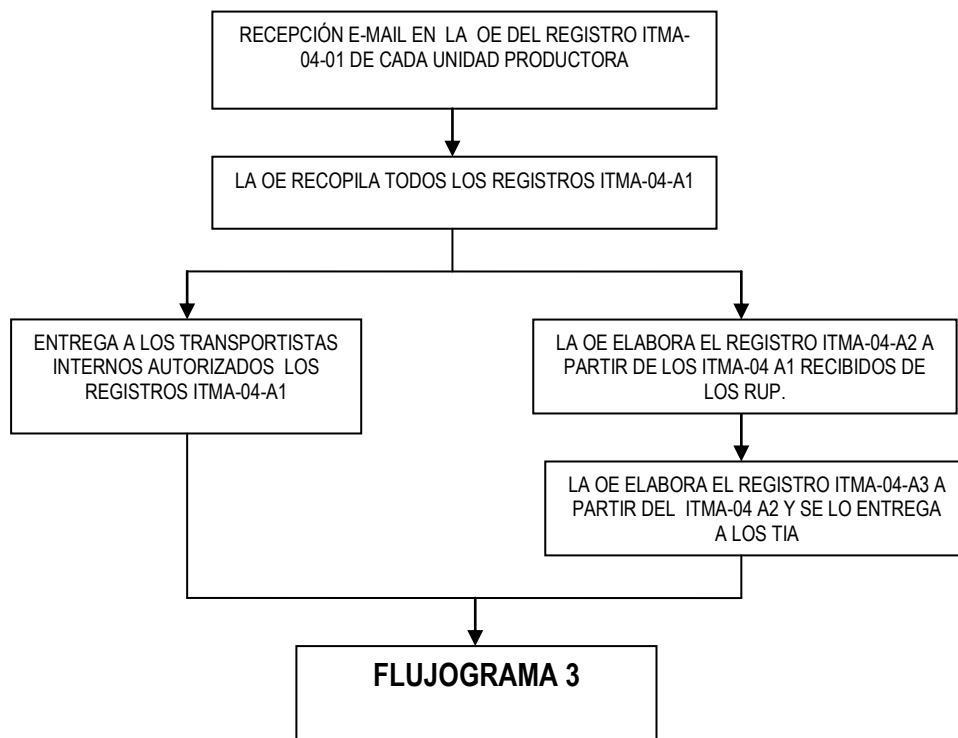 RECEPCIÓN E-MAIL EN LA OE DEL REGISTRO ITMA-
04-01 DE CADA UNIDAD PRODUCTORA
LA OE RECOPILA TODOS LOS REGISTROS ITMA-04-A1
ENTREGA A LOS TRANSPORTISTAS
INTERNOS AUTORIZADOS LOS
REGISTROS ITMA-04-A1
LA OE ELABORA EL REGISTRO ITMA-04-A2 A
PARTIR DE LOS ITMA-04 A1 RECIBIDOS DE
LOS RUP.
LA OE ELABORA EL REGISTRO ITMA-04-A3 A
PARTIR DEL ITMA-04 A2 Y SE LO ENTREGA
A LOS TIA
FLUJOGRAMA 3